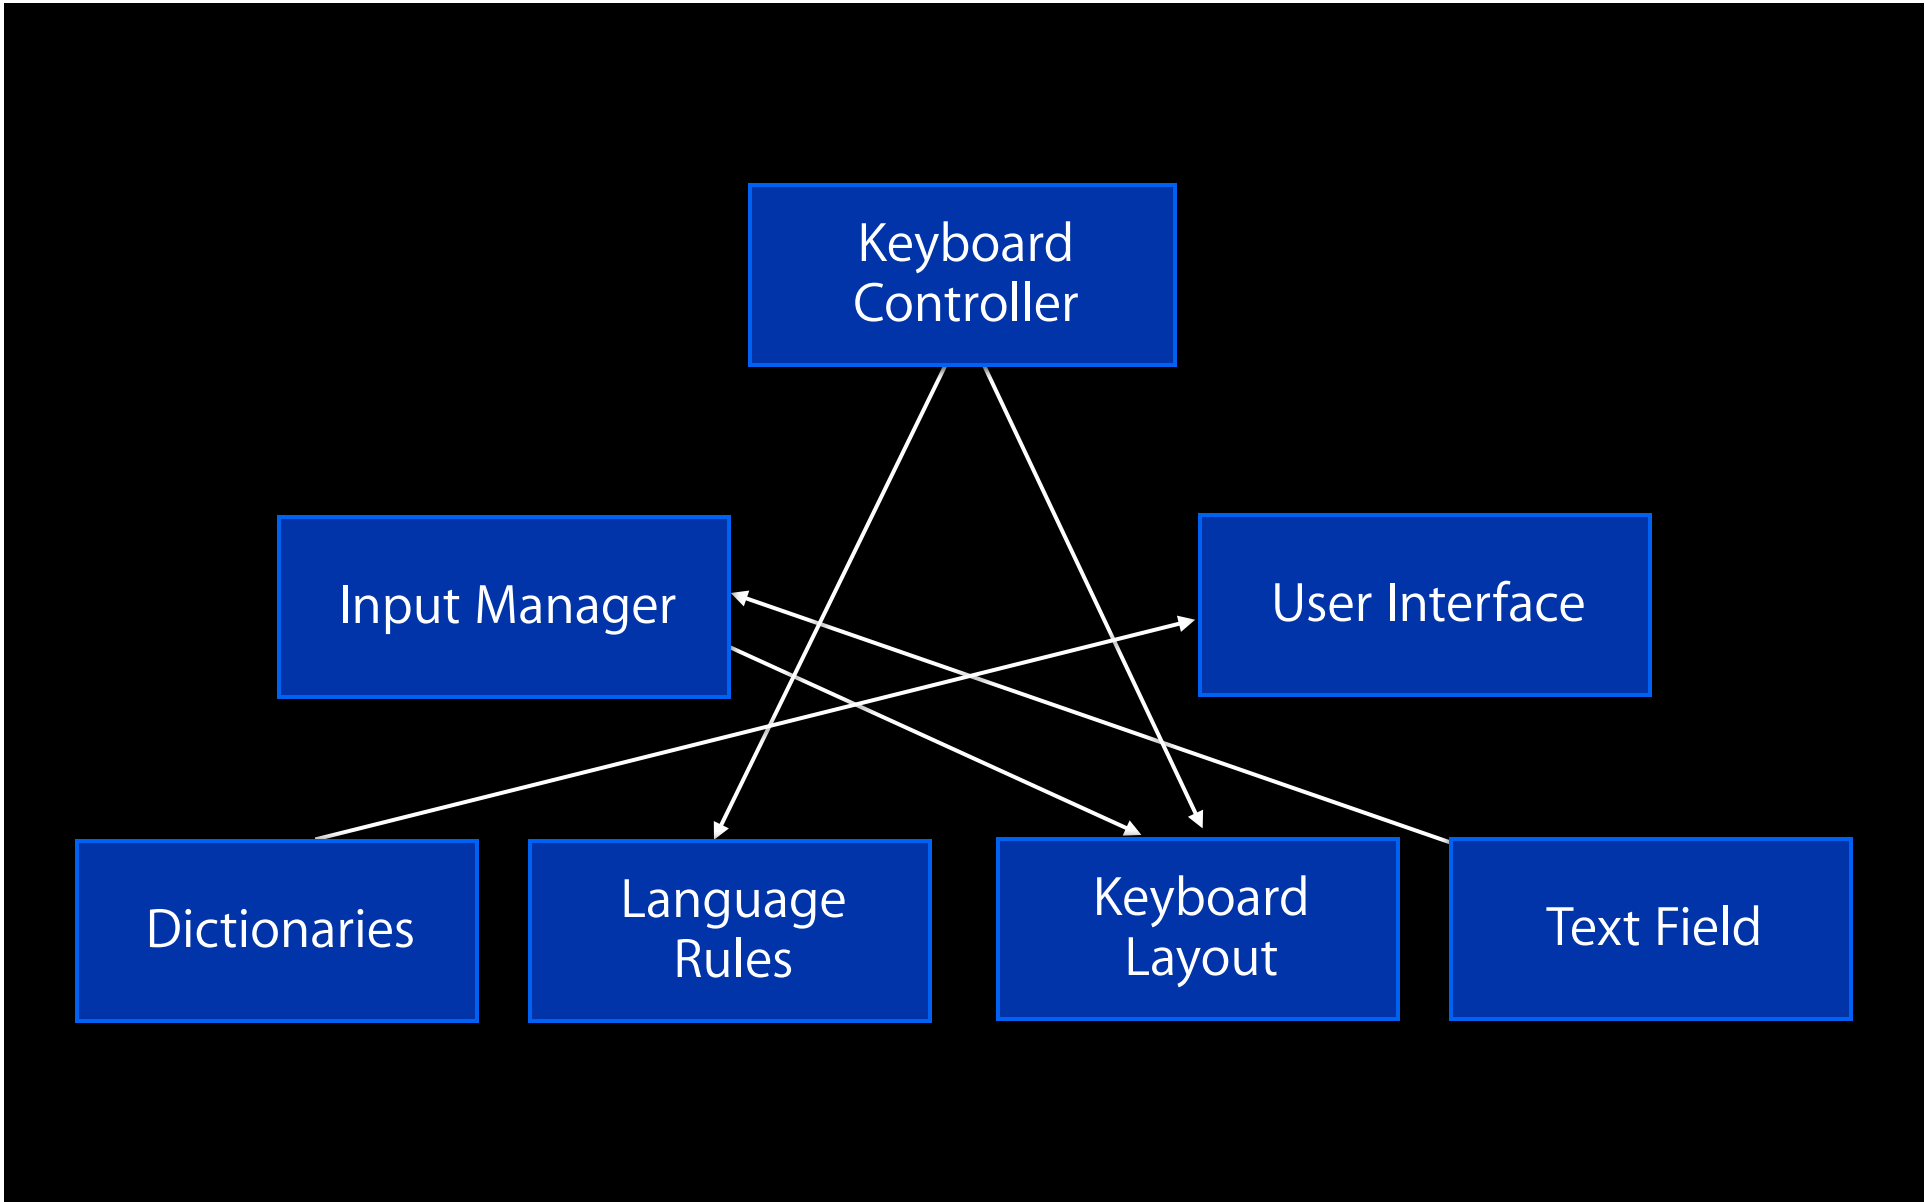 Keyboard
Controller
Input Manager
User Interface
Dictionaries
Language
Rules
Keyboard
Layout
Text Field